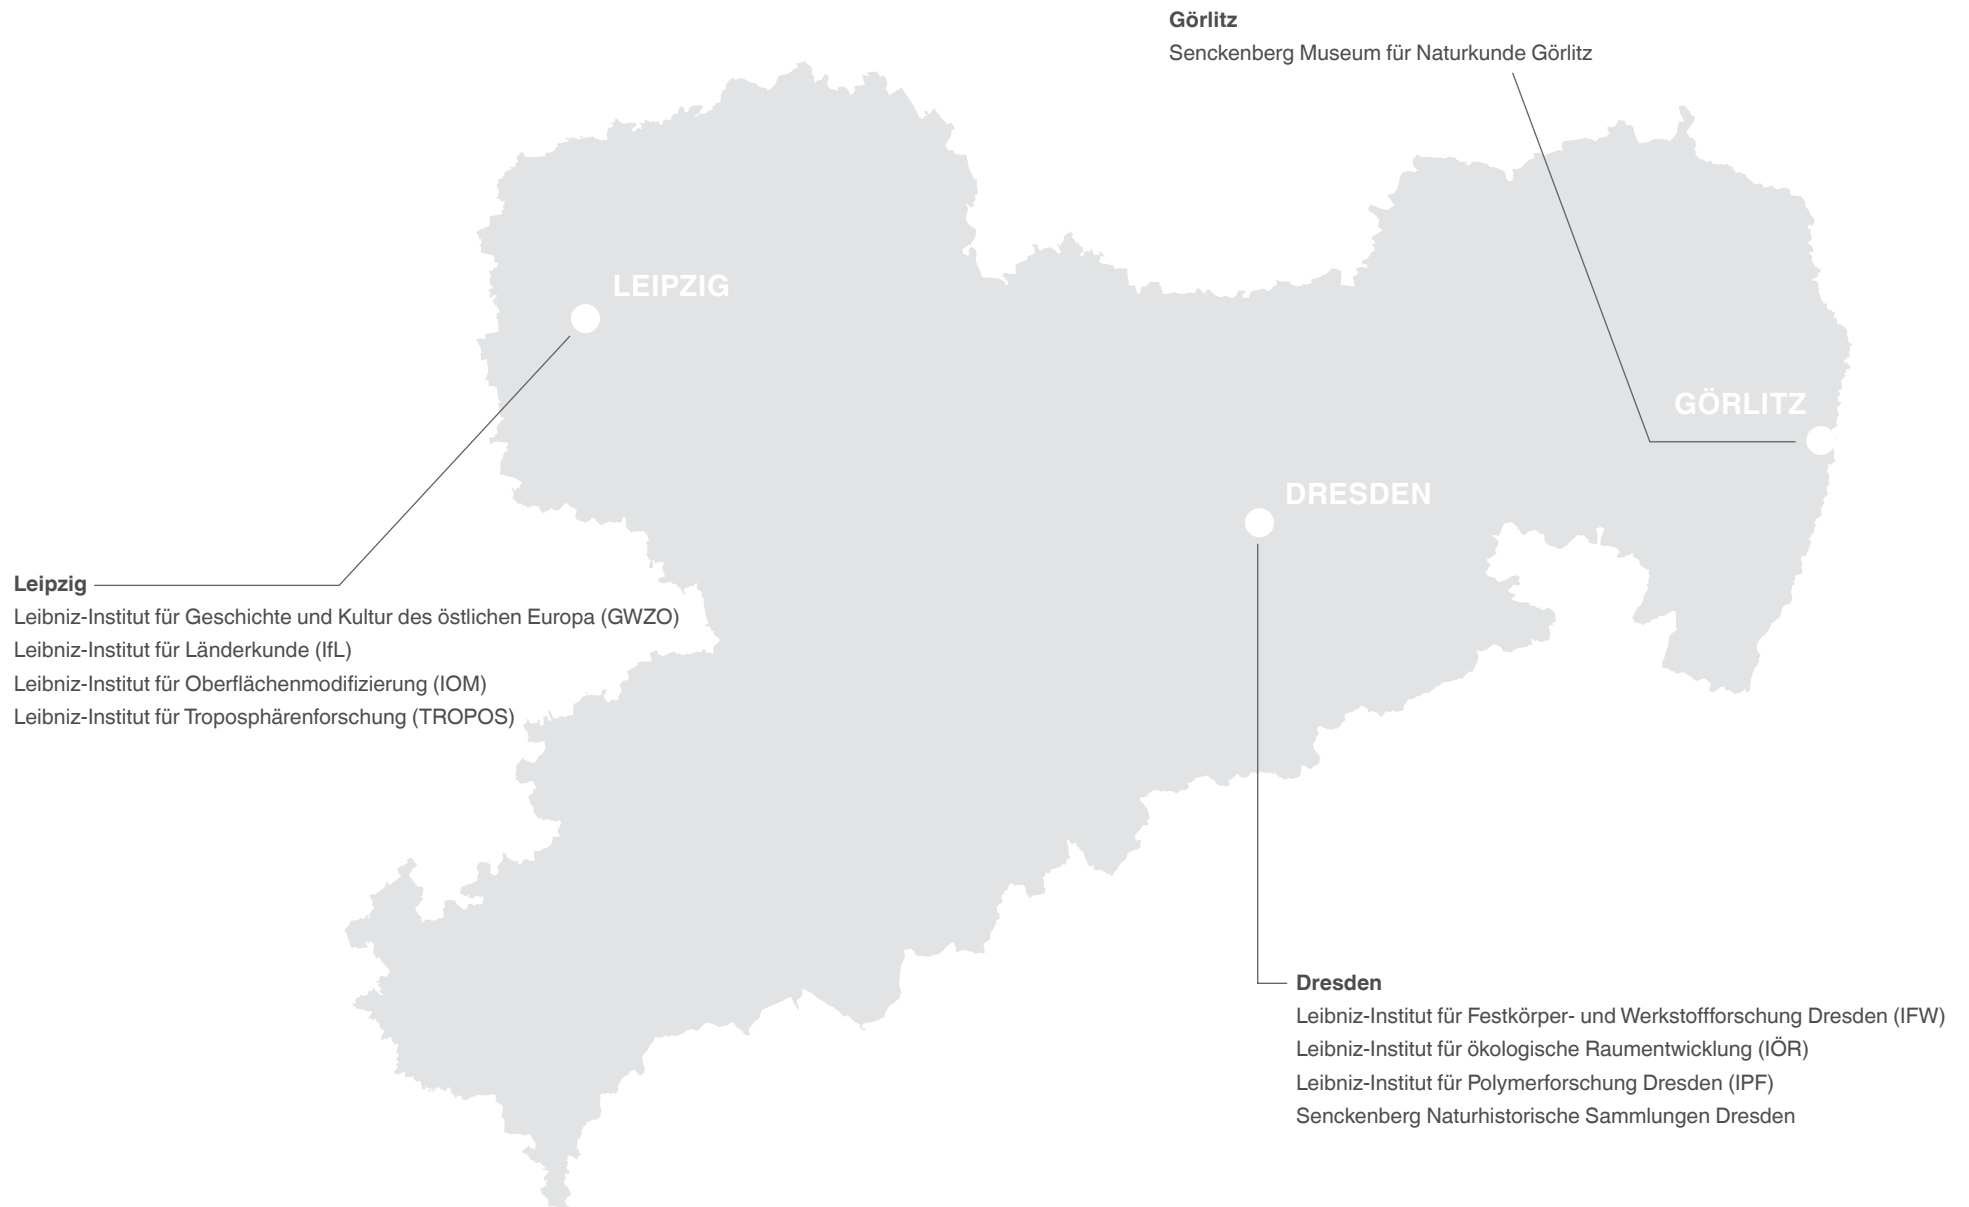 Görlitz
Senckenberg Museum für Naturkunde Görlitz
LEIPZIG
GÖRLITZ
DRESDEN
Leipzig
Leibniz-Institut für Geschichte und Kultur des östlichen Europa (GWZO)
Leibniz-Institut für Länderkunde (IfL)
Leibniz-Institut für Oberflächenmodifizierung (IOM)
Leibniz-Institut für Troposphärenforschung (TROPOS)
Dresden
Leibniz-Institut für Festkörper- und Werkstoffforschung Dresden (IFW)
Leibniz-Institut für ökologische Raumentwicklung (IÖR)
Leibniz-Institut für Polymerforschung Dresden (IPF)
Senckenberg Naturhistorische Sammlungen Dresden